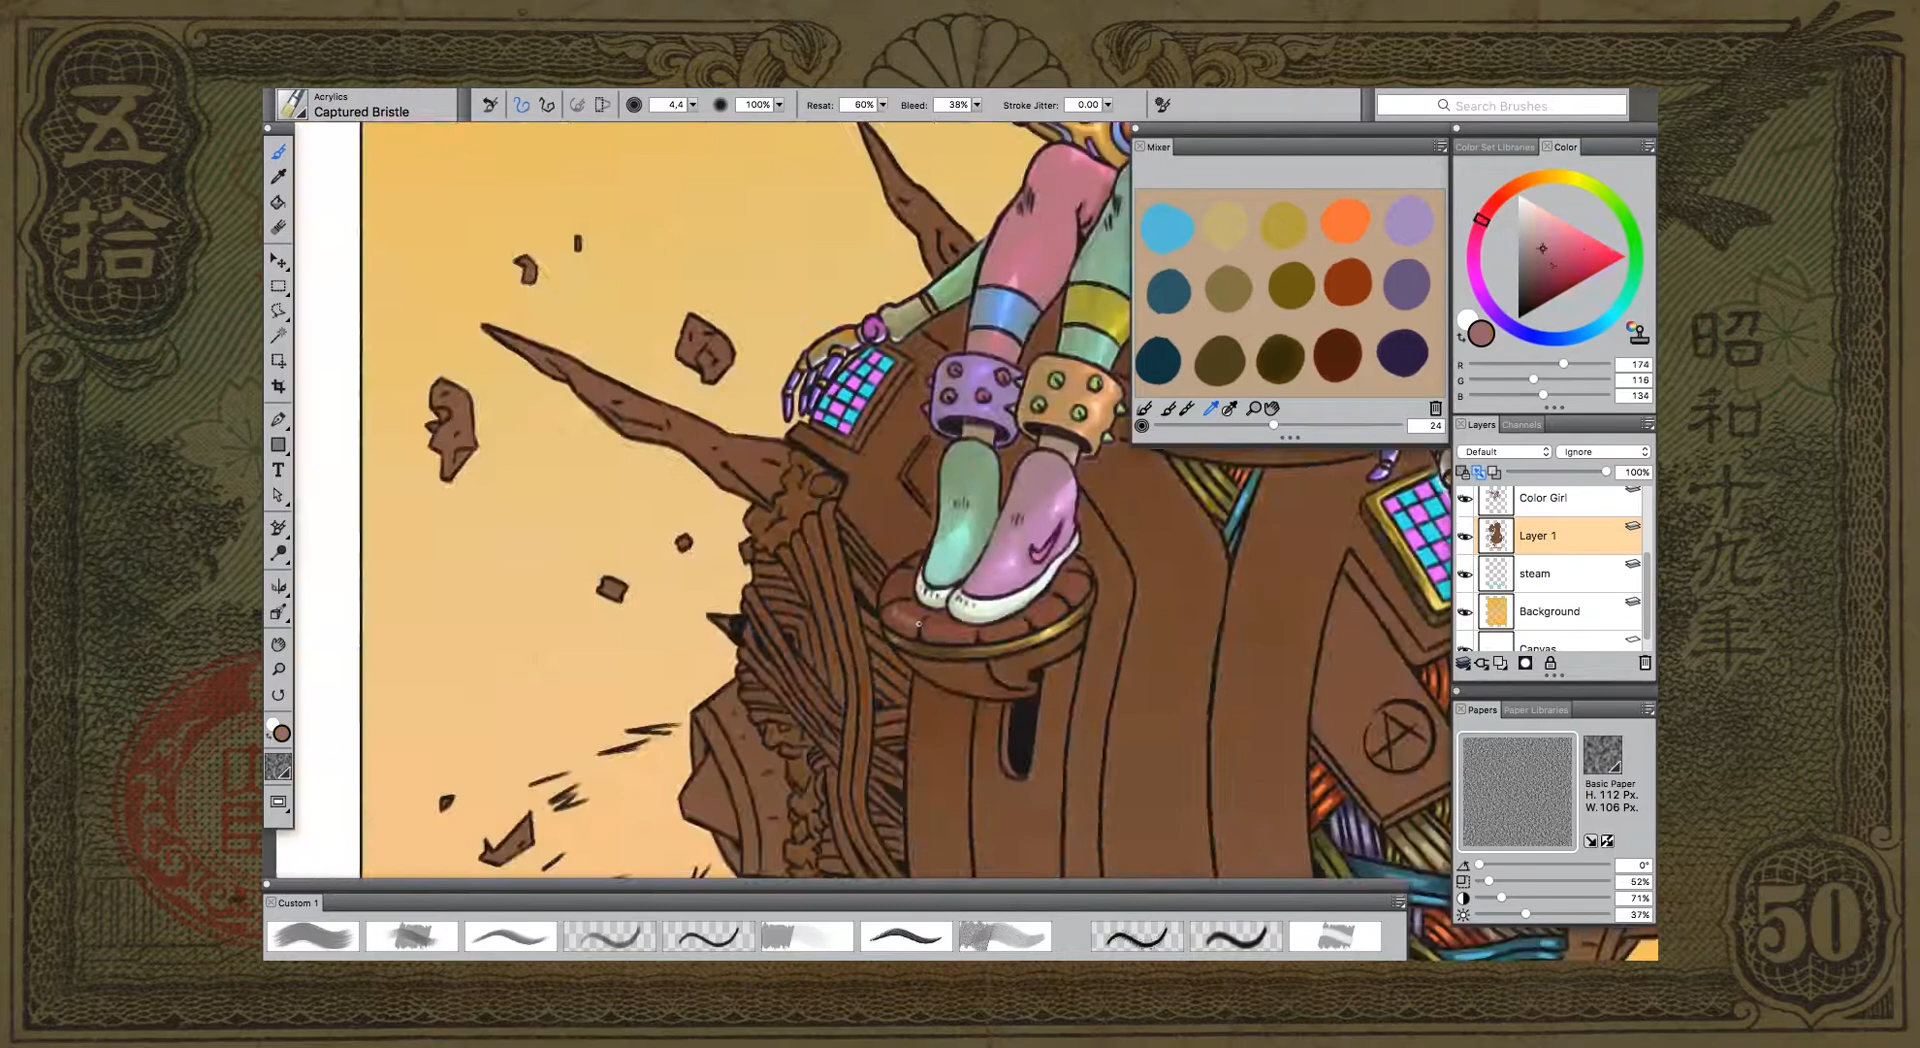 五
拾
昭
和
十
九
年
50
Acrylics
Captured Bristle
4,4
100%
Resat: 60%
Bleed: 38%
Stroke Jitter: 0.00
Search Brushes
Mixer
24
Color Set Libraries
Color
R 174
G 116
B 134
Layers
Channels
Default
Ignore
100%
Color Girl
Layer 1
steam
Background
Canvas
Papers
Paper Libraries
Basic Paper
H. 112 Px.
W. 106 Px.
0°
52%
71%
37%
T
Custom 1